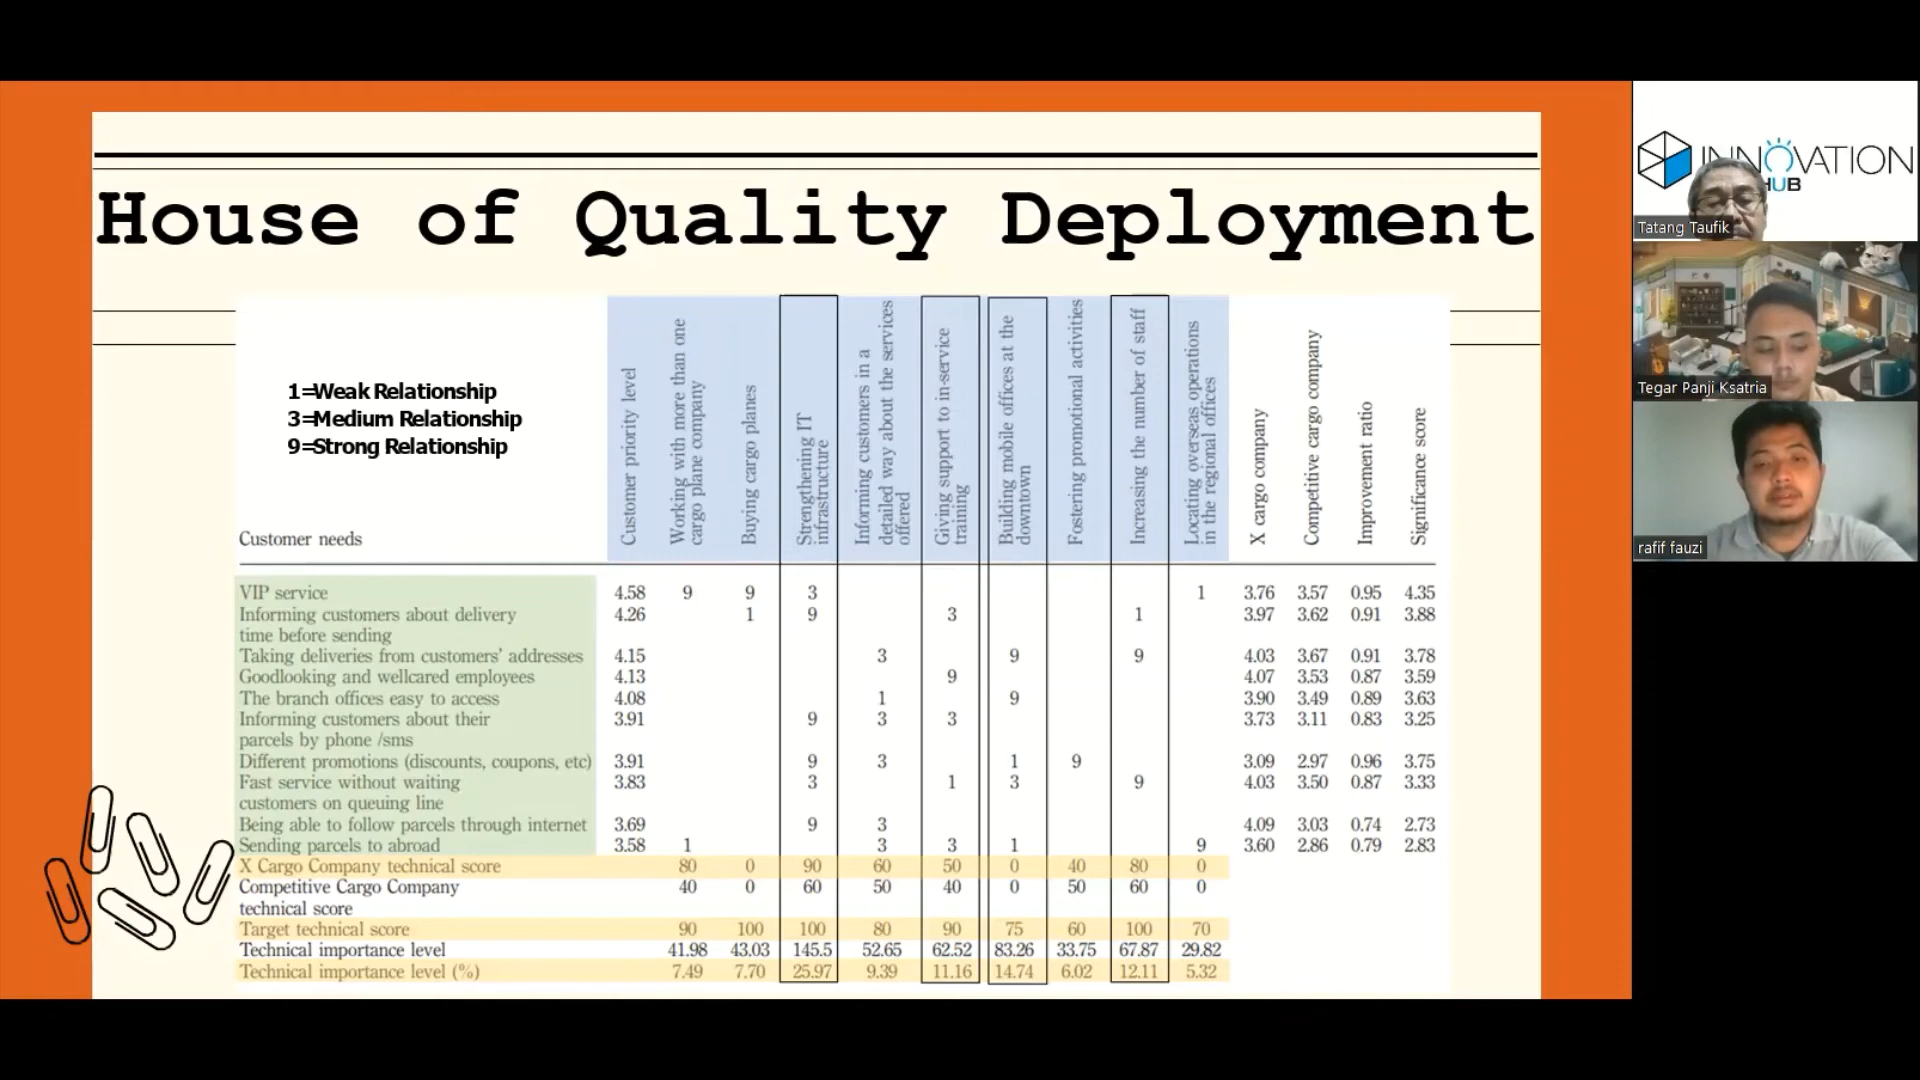 House of Quality Deployment
1=Weak Relationship
3=Medium Relationship
9=Strong Relationship
Customer needs
Customer priority level
Working with more than one
cargo plane company
Buying cargo planes
Strengthening IT
infrastructure
Informing customers in a
detailed way about the services
offered
Giving support to in-service
training
Building mobile offices at the
downtown
Fostering promotional activities
Increasing the number of staff
Locating overseas operations
in the regional offices
X cargo company
Competitive cargo company
Improvement ratio
Significance score
VIP service 4.58 9 9 3 1 3.76 3.57 0.95 4.35
Informing customers about delivery 4.26 1 9 3 1 3.97 3.62 0.91 3.88
time before sending
Taking deliveries from customers' addresses 4.15 3 9 9 4.03 3.67 0.91 3.78
Goodlooking and wellcared employees 4.13 9 4.07 3.53 0.87 3.59
The branch offices easy to access 4.08 1 9 3.90 3.49 0.89 3.63
Informing customers about their 3.91 9 3 3 3.73 3.11 0.83 3.25
parcels by phone /sms
Different promotions (discounts, coupons, etc) 3.91 9 3 1 9 3.09 2.97 0.96 3.75
Fast service without waiting 3.83 3 1 3 9 4.03 3.50 0.87 3.33
customers on queuing line
Being able to follow parcels through internet 3.69 9 3 4.09 3.03 0.74 2.73
Sending parcels to abroad 3.58 1 3 3 1 9 3.60 2.86 0.79 2.83
X Cargo Company technical score 80 0 90 60 50 0 40 80 0
Competitive Cargo Company 40 0 60 50 40 0 50 60 0
technical score
Target technical score 90 100 100 80 90 75 60 100 70
Technical importance level 41.98 43.03 145.5 52.65 62.52 83.26 33.75 67.87 29.82
Technical importance level (%) 7.49 7.70 25.97 9.39 11.16 14.74 6.02 12.11 5.32
INNOVATION
HUB
Tatang Taufik
Tegar Panji Ksatria
rafif fauzi